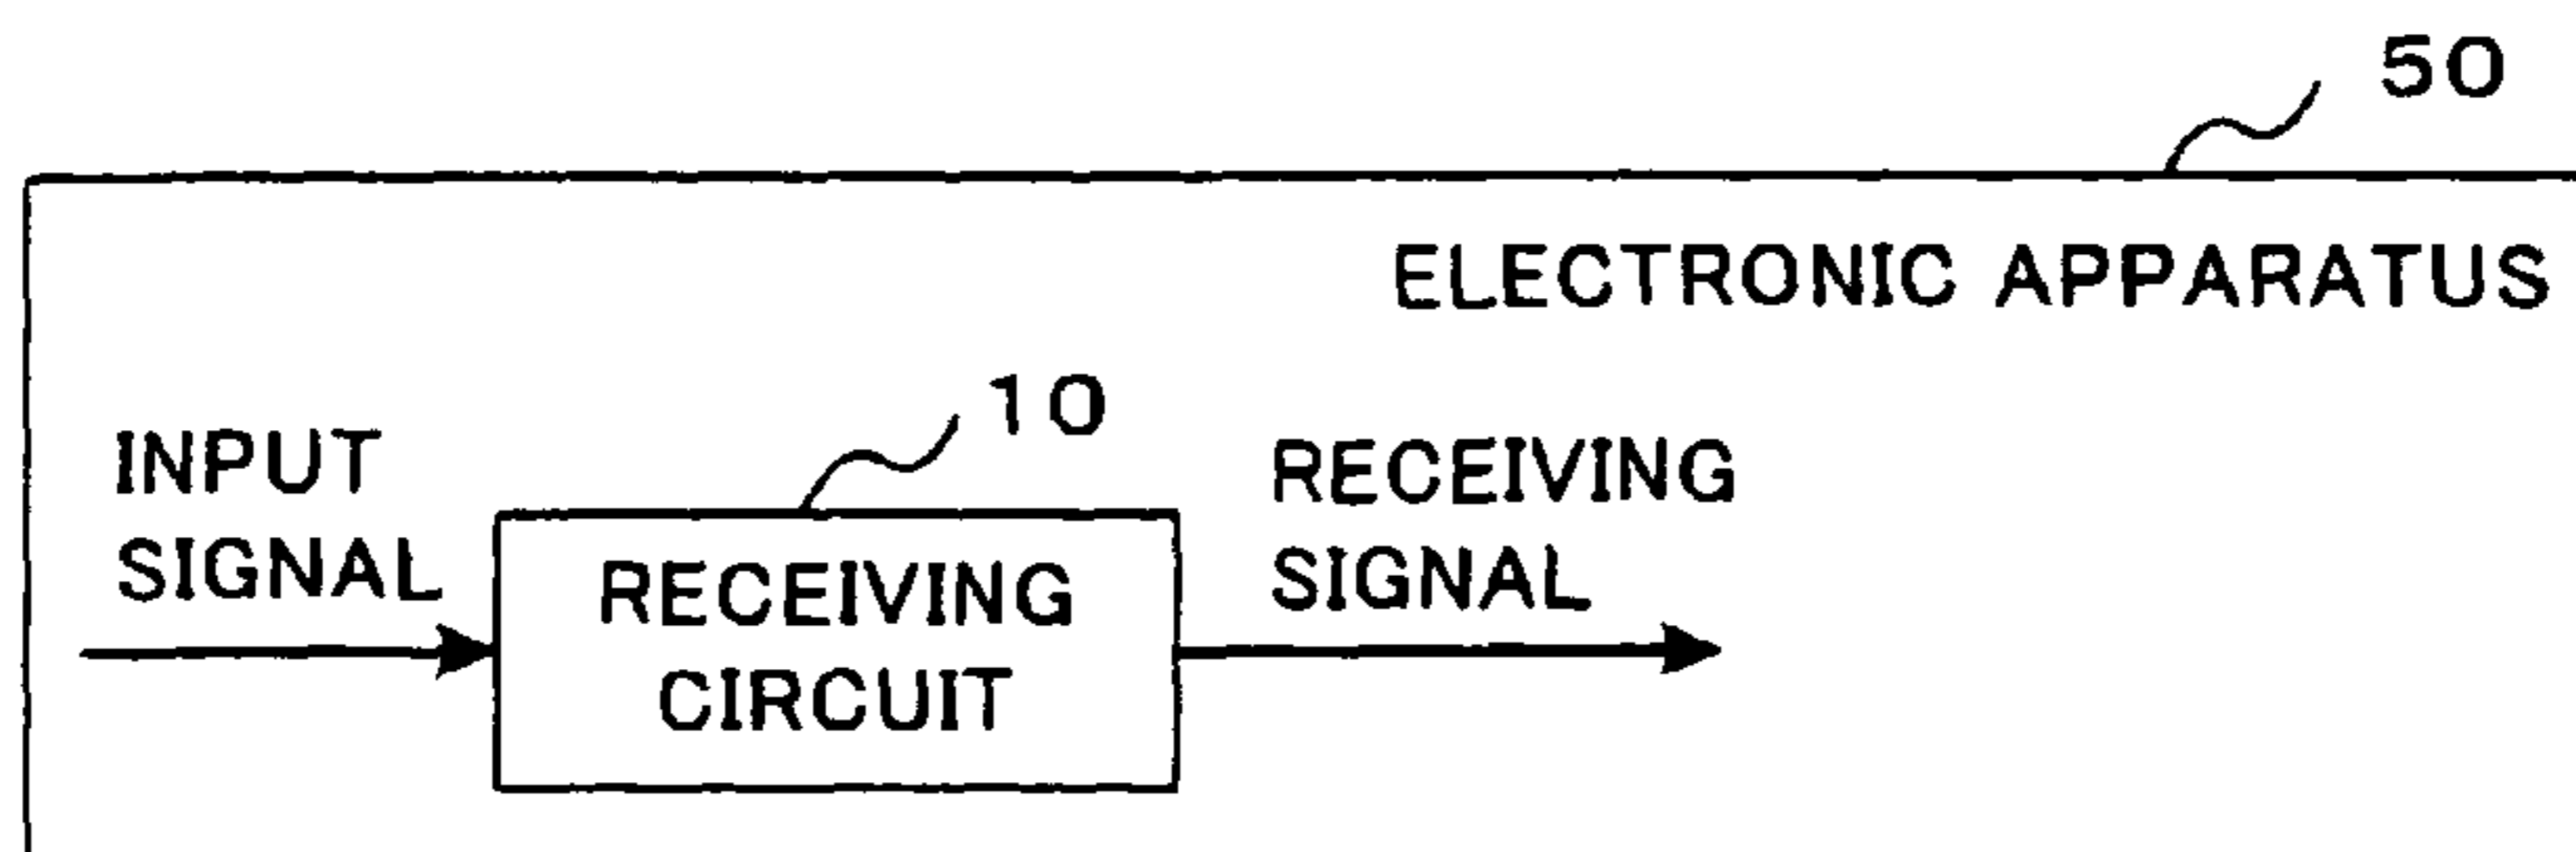 50
ELECTRONIC APPARATUS
10
INPUT
SIGNAL
RECEIVING
CIRCUIT
RECEIVING
SIGNAL